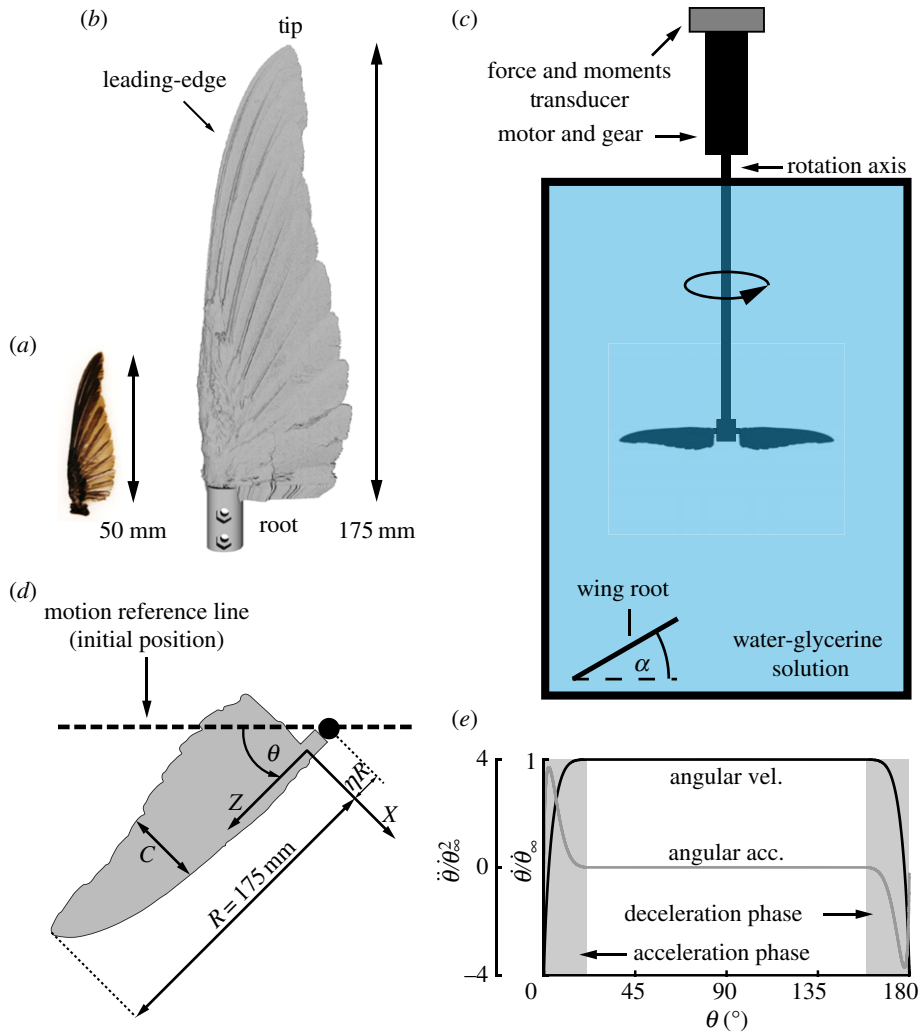 (a)
50 mm
(b)
tip
leading-edge
root
175 mm
(c)
force and moments
transducer
motor and gear
rotation axis
wing root
α
water-glycerine
solution
(d)
motion reference line
(initial position)
θ
ηR
Z
X
C
R = 175 mm
(e)
4
0
–4
θ̈/θ̇²∞
1
θ̇/θ̇∞
angular vel.
angular acc.
deceleration phase
acceleration phase
0
45
90
135
180
θ (°)